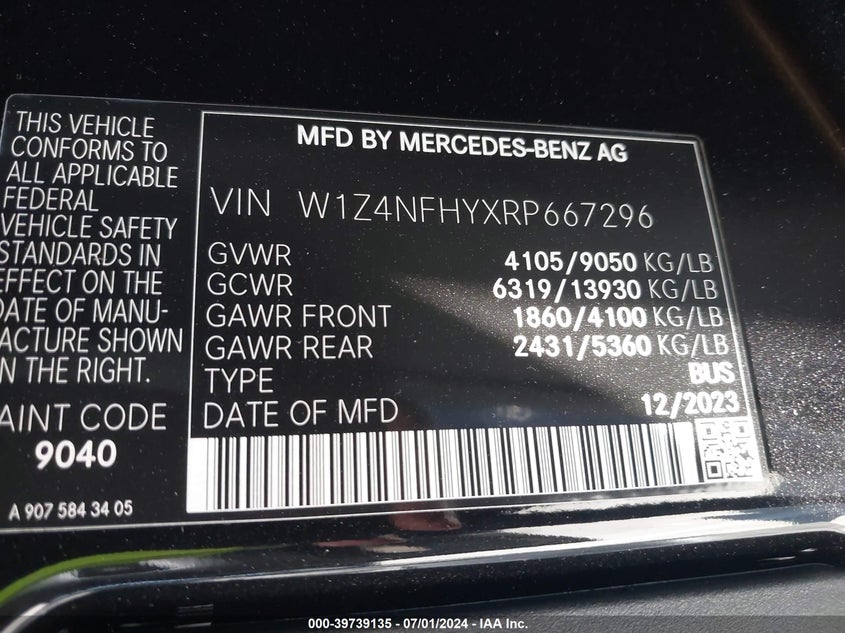 THIS VEHICLE
CONFORMS TO
ALL APPLICABLE
FEDERAL
VEHICLE SAFETY
STANDARDS IN
EFFECT ON THE
DATE OF MANU-
FACTURE SHOWN
IN THE RIGHT.
PAINT CODE
9040
A 907 584 34 05
MFD BY MERCEDES-BENZ AG
VIN W1Z4NFHYXRP667296
GVWR 4105/9050 KG/LB
GCWR 6319/13930 KG/LB
GAWR FRONT 1860/4100 KG/LB
GAWR REAR 2431/5360 KG/LB
TYPE BUS
DATE OF MFD 12/2023
000-39739135 - 07/01/2024 - IAA Inc.